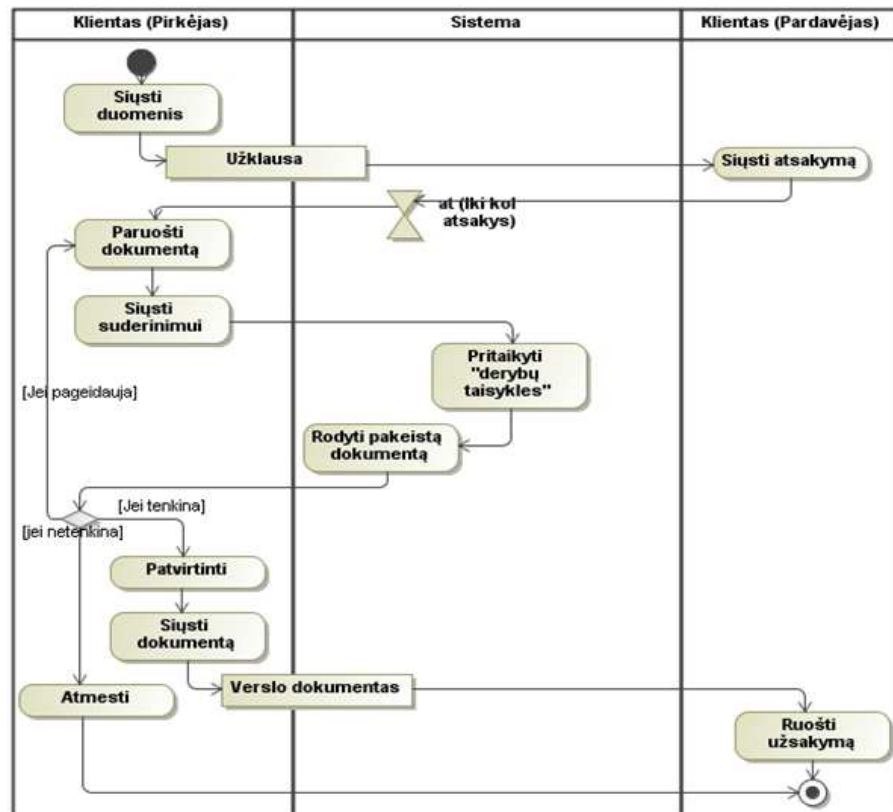 Klientas (Pirkėjas)
Sistema
Klientas (Pardavėjas)
Siųsti
duomenis
Užklausa
Siųsti atsakymą
at (Iki kol
atsakys)
Paruošti
dokumentą
Siųsti
suderinimui
Pritaikyti
"derybų
taisykles"
[Jei pageidauja]
Rodyti pakeistą
dokumentą
[Jei tenkina]
[jei netenkina]
Patvirtinti
Siųsti
dokumentą
Atmesti
Verslo dokumentas
Ruošti
užsakymą